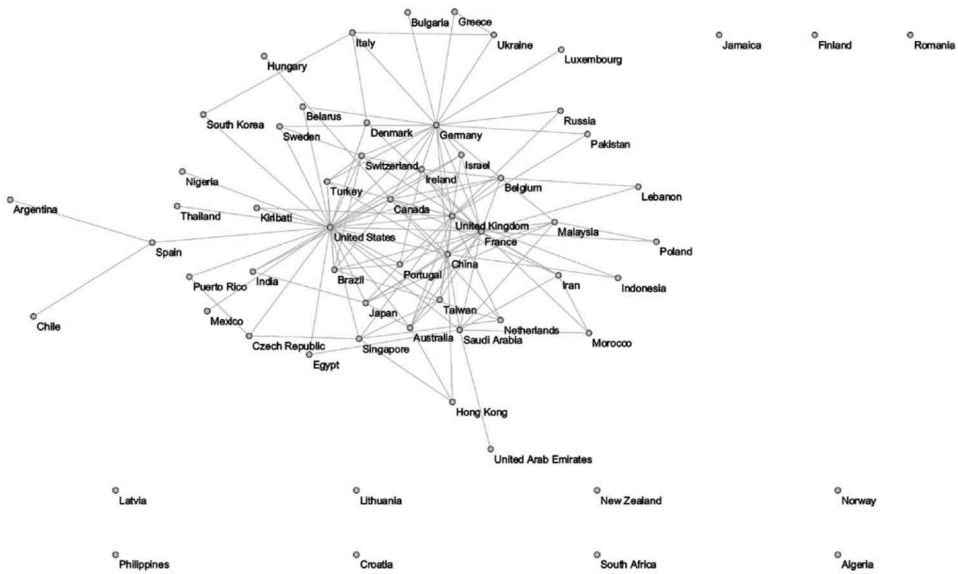 Bulgaria
Greece
Italy
Ukraine
Jamaica
Finland
Romania
Luxembourg
Hungary
Belarus
Russia
South Korea
Sweden
Denmark
Germany
Pakistan
Switzerland
Israel
Ireland
Nigeria
Turkey
Belgium
Lebanon
Argentina
Thailand
Kiribati
Canada
United Kingdom
Malaysia
United States
France
Spain
Poland
China
Puerto Rico
India
Brazil
Portugal
Iran
Indonesia
Mexico
Japan
Taiwan
Netherlands
Czech Republic
Singapore
Australia
Saudi Arabia
Morocco
Chile
Egypt
Hong Kong
United Arab Emirates
Latvia
Lithuania
New Zealand
Norway
Philippines
Croatia
South Africa
Algeria